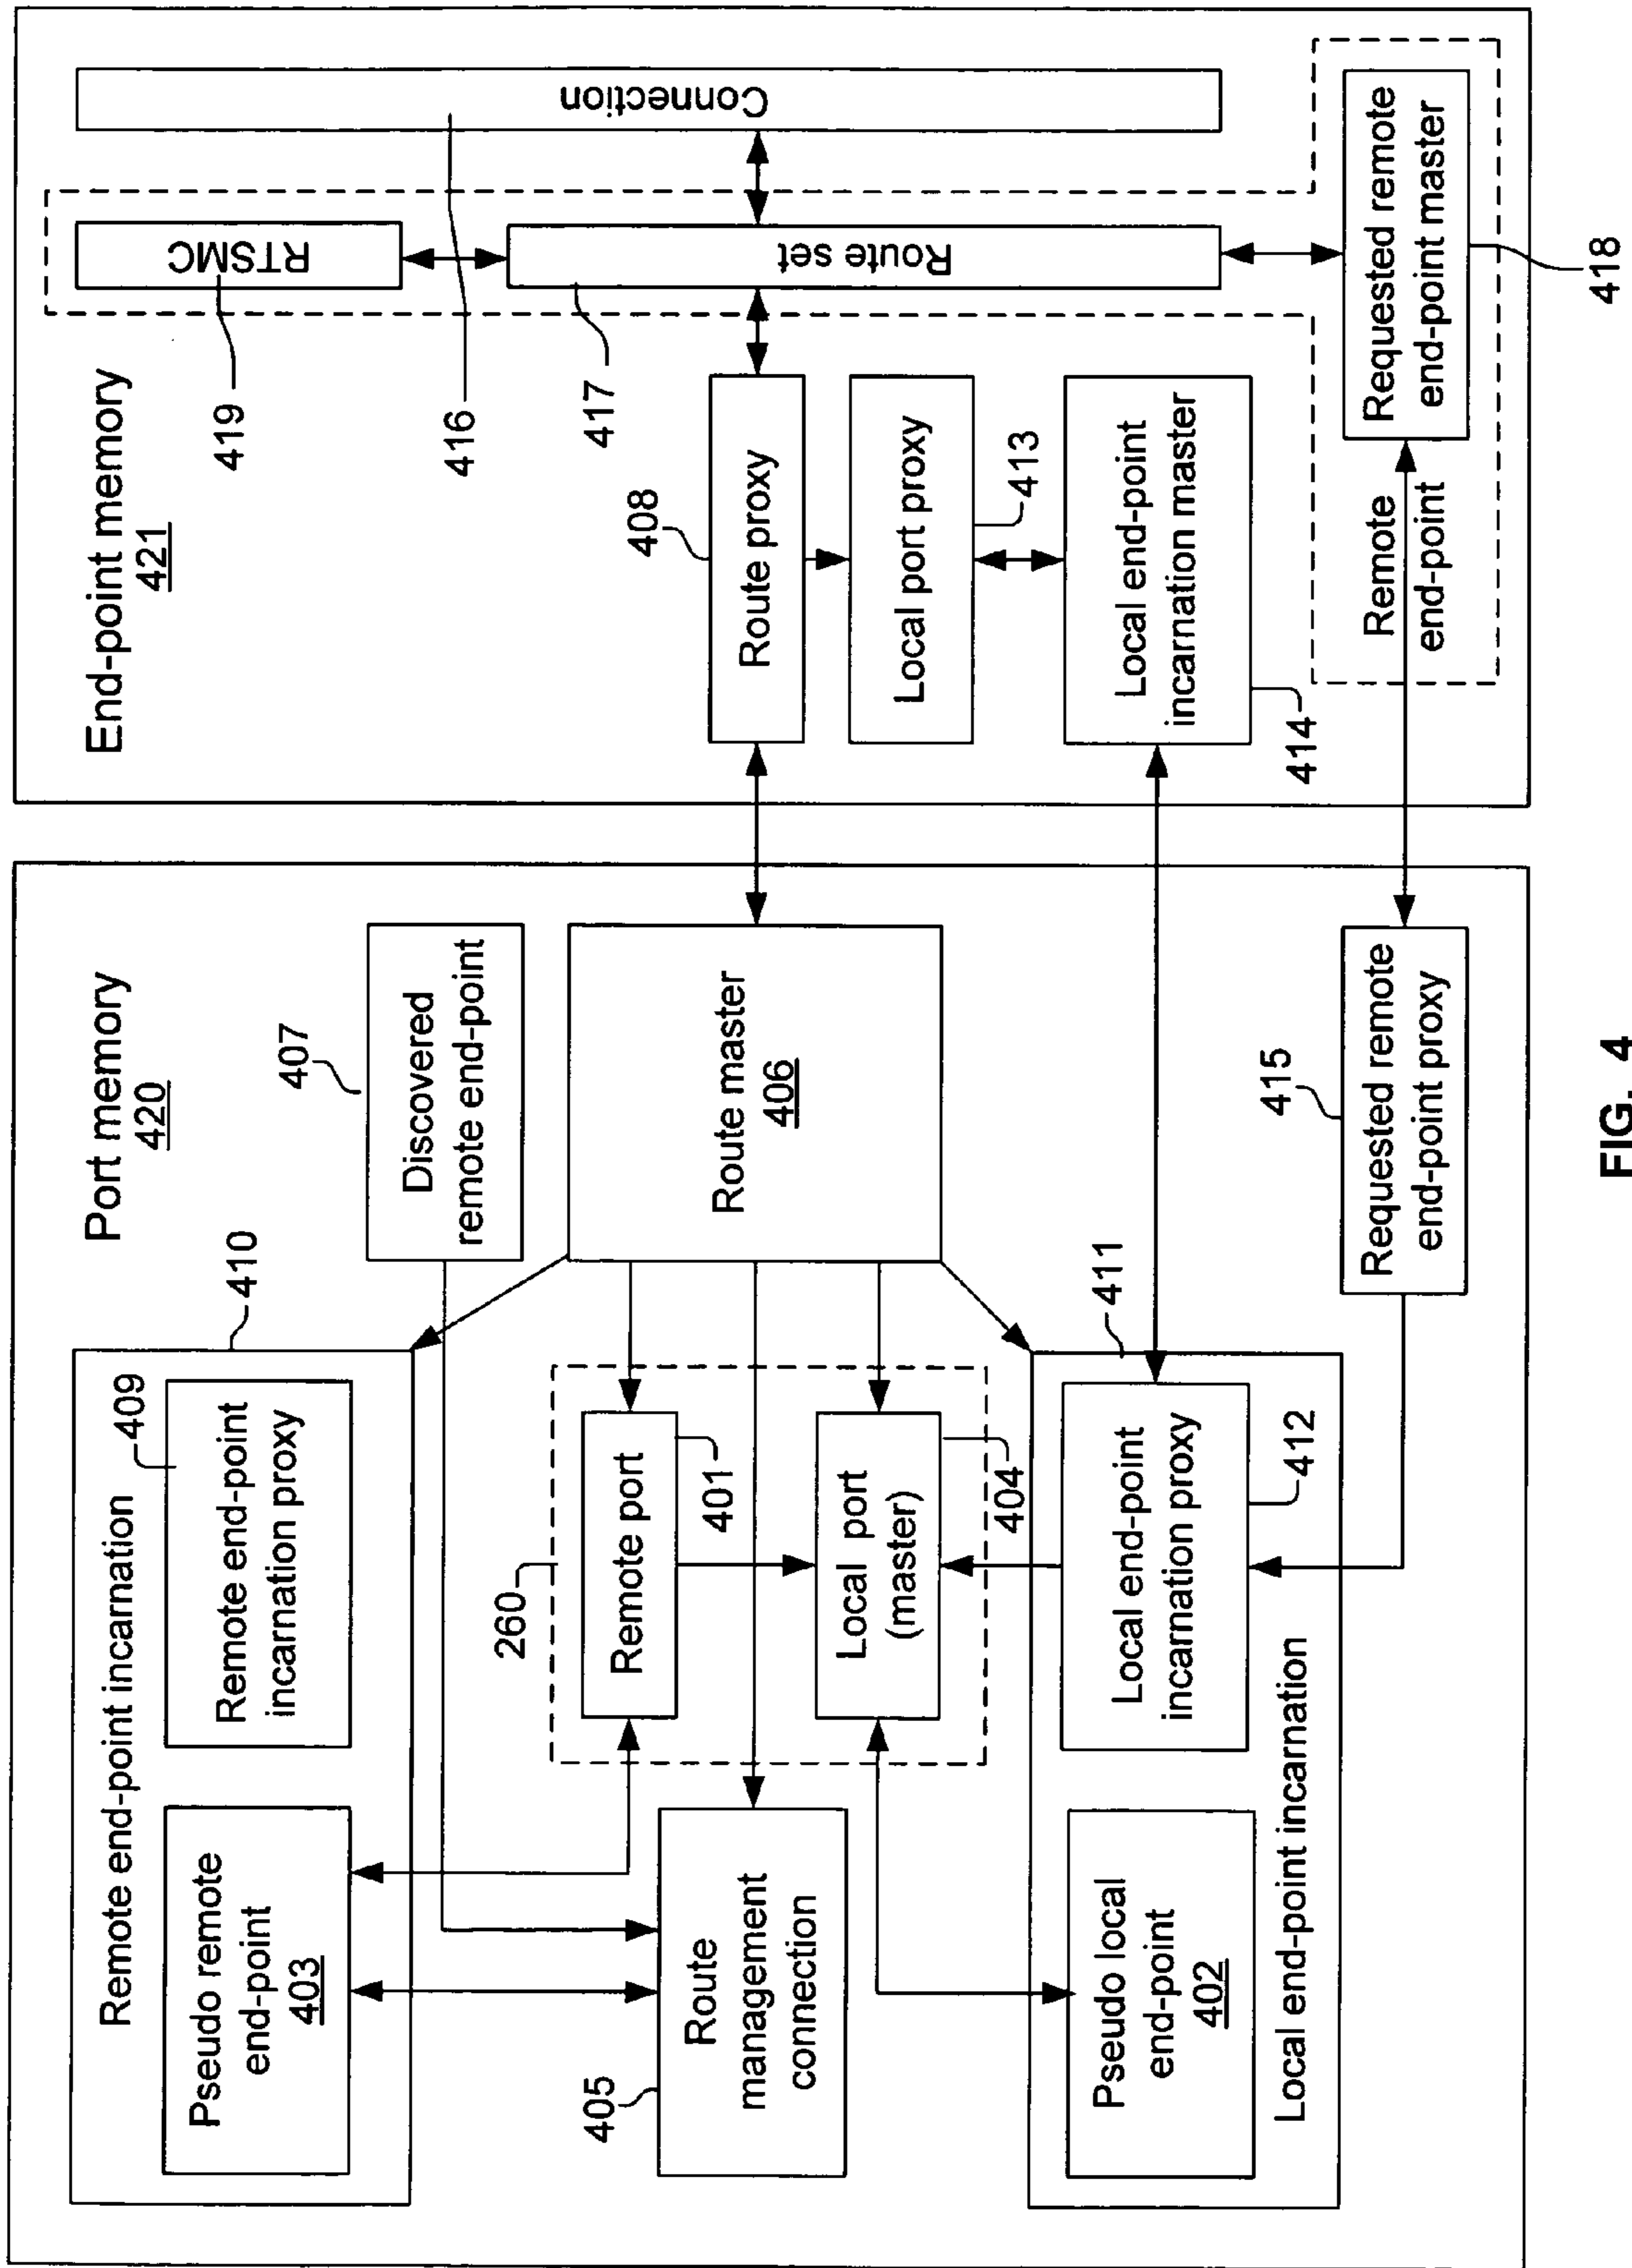 Port memory
420
Remote end-point incarnation
410
Pseudo remote
end-point
403
409
Remote end-point
incarnation proxy
407
Discovered
remote end-point
405
Route
management
connection
260
Remote port
401
Local port
(master)
404
Route master
406
411
Pseudo local
end-point
402
Local end-point
incarnation proxy
412
Local end-point incarnation
415
Requested remote
end-point proxy
End-point memory
421
419
RTSMC
416
Connection
417
Route set
408
Route proxy
Local port proxy
413
Local end-point
incarnation master
414
Remote
end-point
Requested remote
end-point master
418
FIG. 4